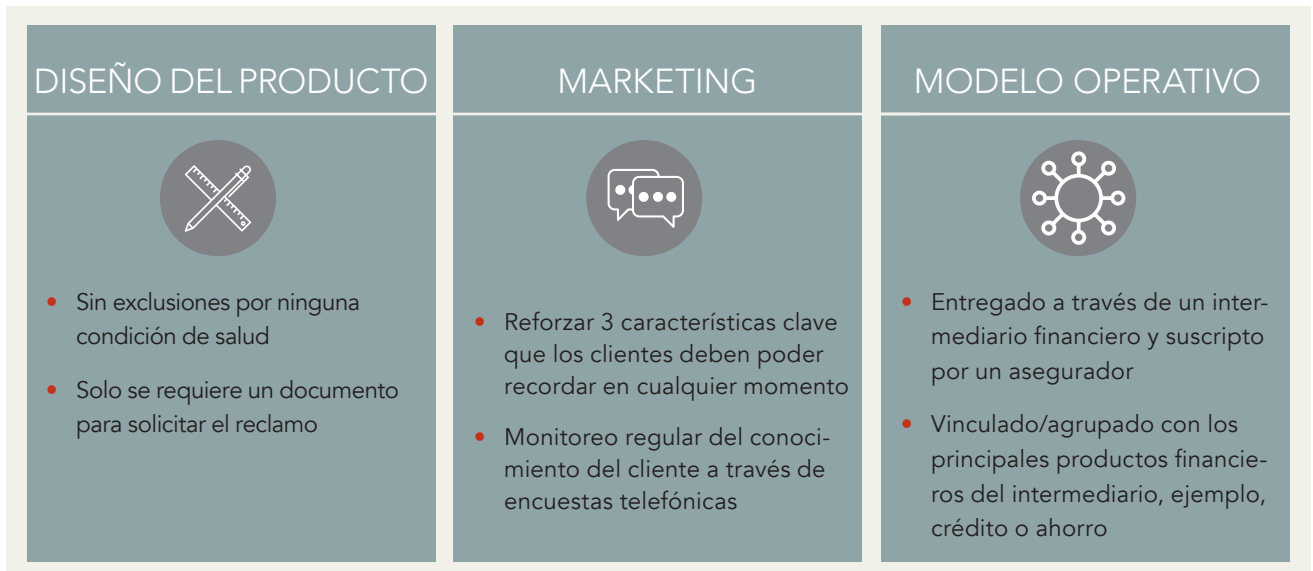 DISEÑO DEL PRODUCTO
• Sin exclusiones por ninguna
condición de salud
• Solo se requiere un documento
para solicitar el reclamo
MARKETING
• Reforzar 3 características clave
que los clientes deben poder
recordar en cualquier momento
• Monitoreo regular del conoci-
miento del cliente a través de
encuestas telefónicas
MODELO OPERATIVO
• Entregado a través de un inter-
mediario financiero y suscripto
por un asegurador
• Vinculado/agrupado con los
principales productos financie-
ros del intermediario, ejemplo,
crédito o ahorro